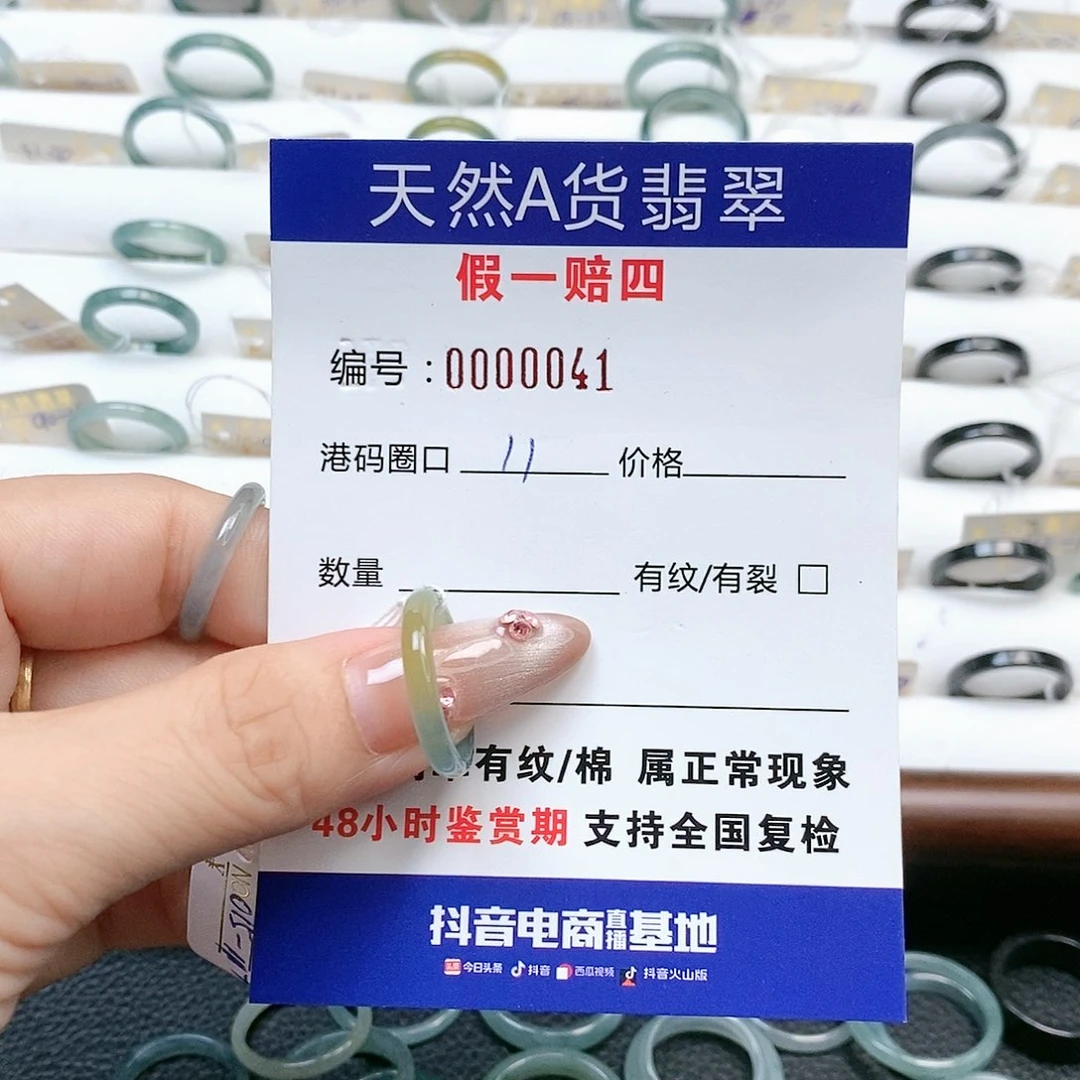 天然A货翡翠
假一赔四
编号：0000041
港码圈口 11 价格
数量 有纹/有裂 □
有纹/棉 属正常现象
48小时鉴赏期 支持全国复检
抖音电商直播基地
今日头条 抖音 西瓜视频 抖音火山版